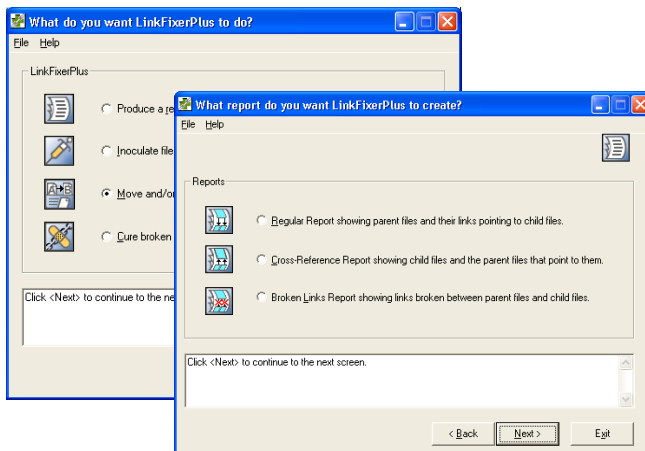 What do you want LinkFixerPlus to do?
File Help
LinkFixerPlus
Produce a re
Inoculate file
Move and/or
Cure broken
Click <Next> to continue to the ne
What report do you want LinkFixerPlus to create?
File Help
Reports
Regular Report showing parent files and their links pointing to child files.
Cross-Reference Report showing child files and the parent files that point to them.
Broken Links Report showing links broken between parent files and child files.
Click <Next> to continue to the next screen.
< Back Next > Exit